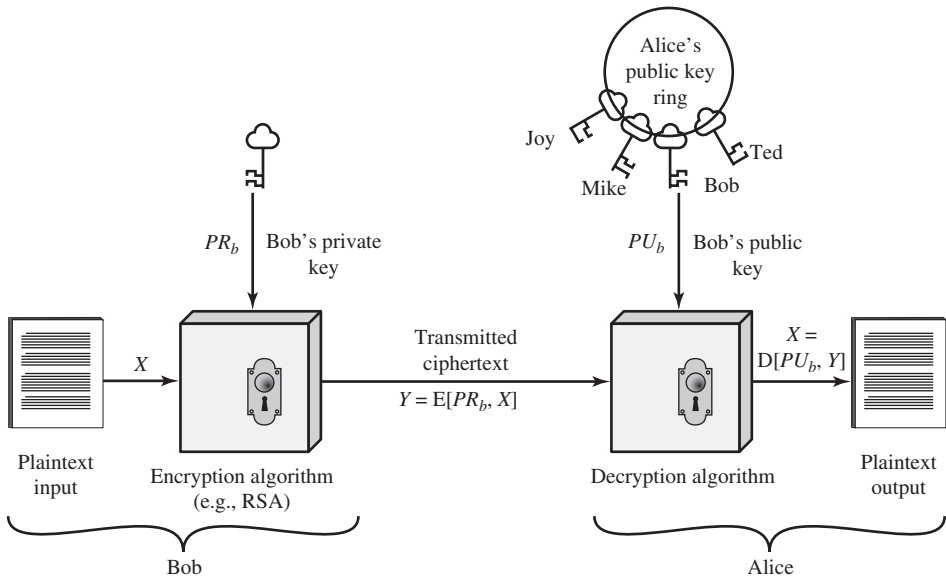 Alice's
public key
ring
Joy
Mike
Bob
Ted
PR_b
Bob's private
key
PU_b
Bob's public
key
X
Transmitted
ciphertext
Y = E[PR_b, X]
X =
D[PU_b, Y]
Plaintext
input
Encryption algorithm
(e.g., RSA)
Decryption algorithm
Plaintext
output
Bob
Alice